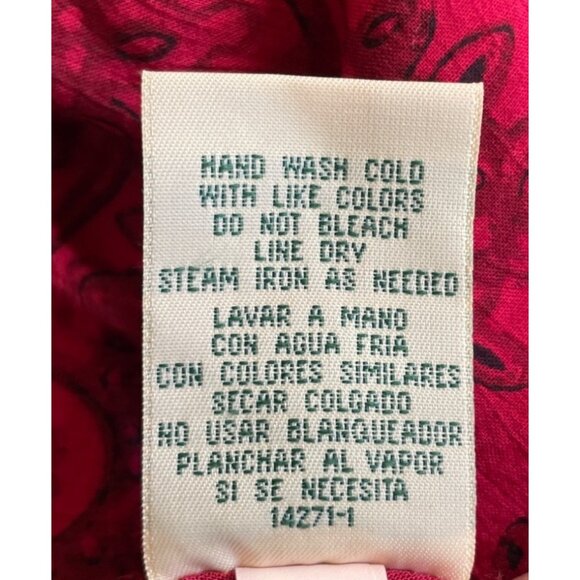 HAND WASH COLD
WITH LIKE COLORS
DO NOT BLEACH
LINE DRY
STEAM IRON AS NEEDED
LAVAR A MANO
CON AGUA FRIA
CON COLORES SIMILARES
SECAR COLGADO
NO USAR BLANQUEADOR
PLANCHAR AL VAPOR
SI SE NECESITA
14271-1